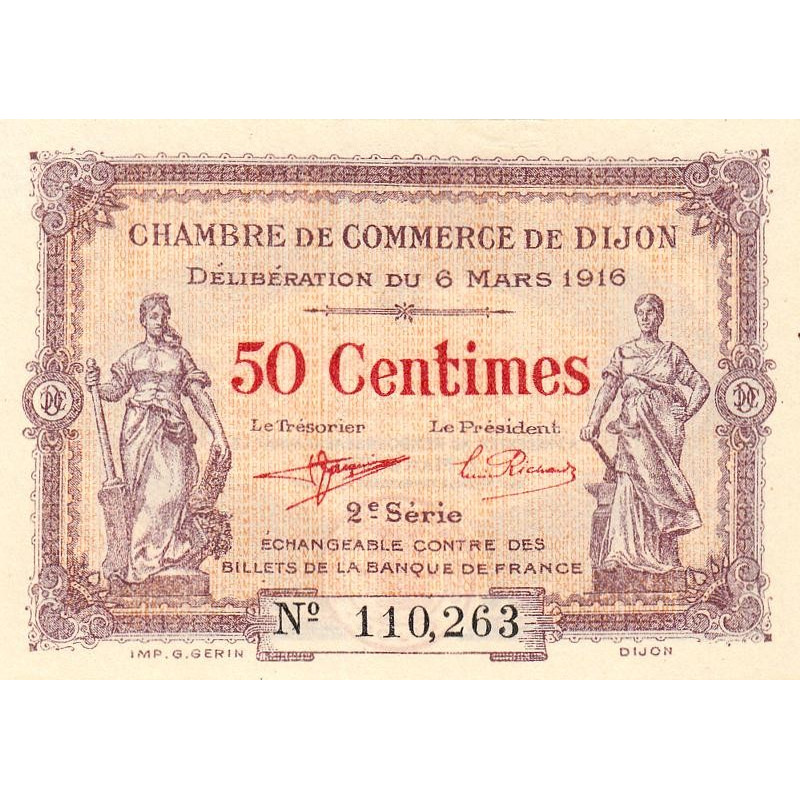 CHAMBRE DE COMMERCE DE DIJON
DÉLIBÉRATION DU 6 MARS 1916
50 Centimes
Le Trésorier Le Président
2e Série
ÉCHANGEABLE CONTRE DES
BILLETS DE LA BANQUE DE FRANCE
No 110,263
IMP. G. GERIN DIJON